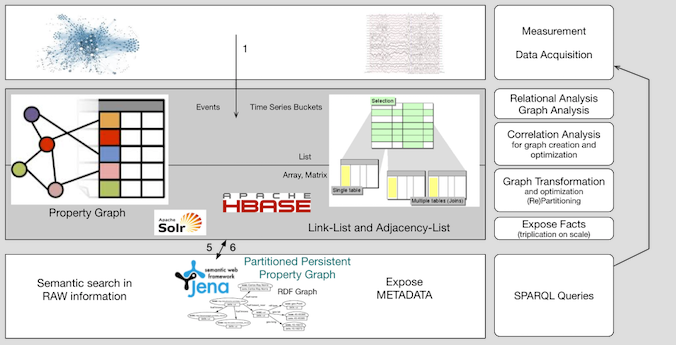 1
Measurement
Data Acquisition
Events
Time Series Buckets
Selection
List
Array, Matrix
Single table
Multiple tables (Joins)
Property Graph
Apache
Solr
APACHE
HBASE
Link-List and Adjacency-List
Relational Analysis
Graph Analysis
Correlation Analysis
for graph creation and
optimization
Graph Transformation
and optimization
(Re)Partitioning
Expose Facts
(triplication on scale)
5
6
Semantic search in
RAW information
semantic web
framework
Jena
Partitioned Persistent
Property Graph
RDF Graph
Expose
METADATA
SPARQL Queries